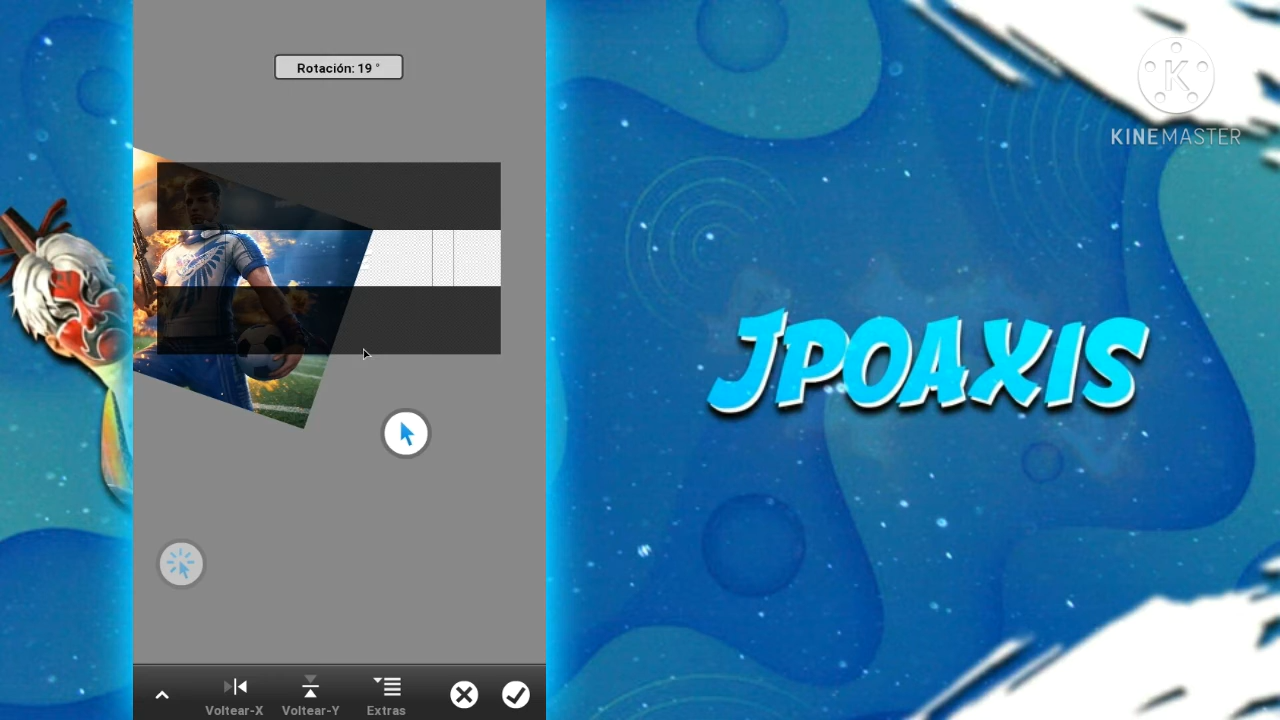 Rotación: 19 °
KINEMASTER
JPOAXIS
Voltear-X
Voltear-Y
Extras